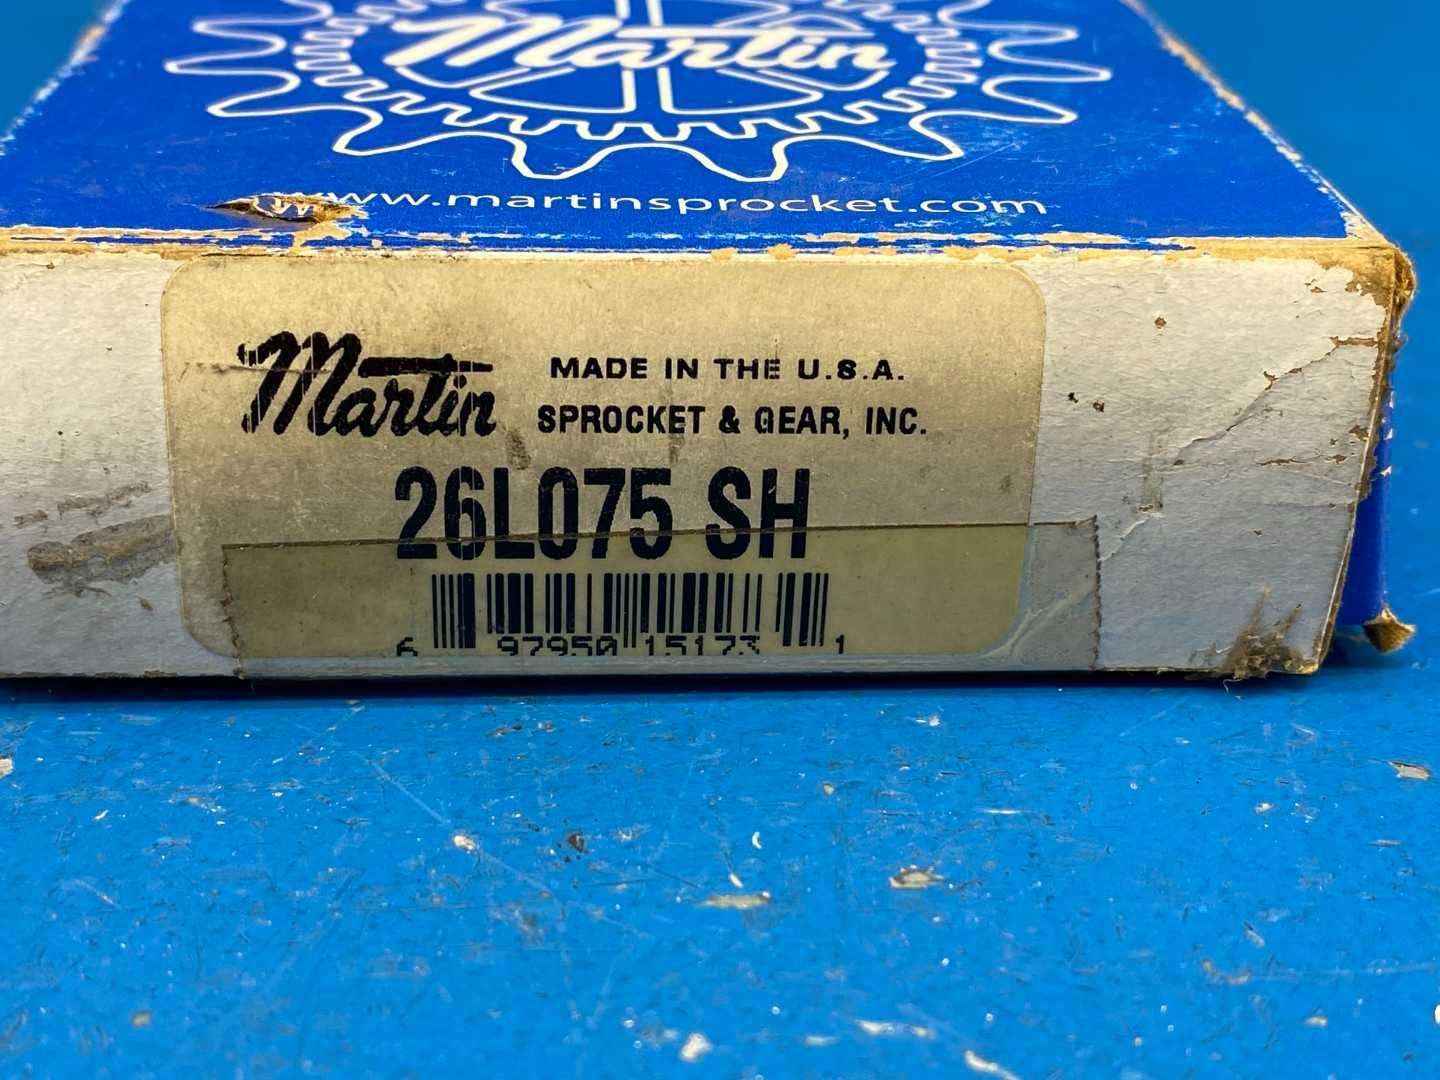 Martin
www.martinsprocket.com
Martin
MADE IN THE U.S.A.
SPROCKET & GEAR, INC.
26L075 SH
6 97950 15173 1